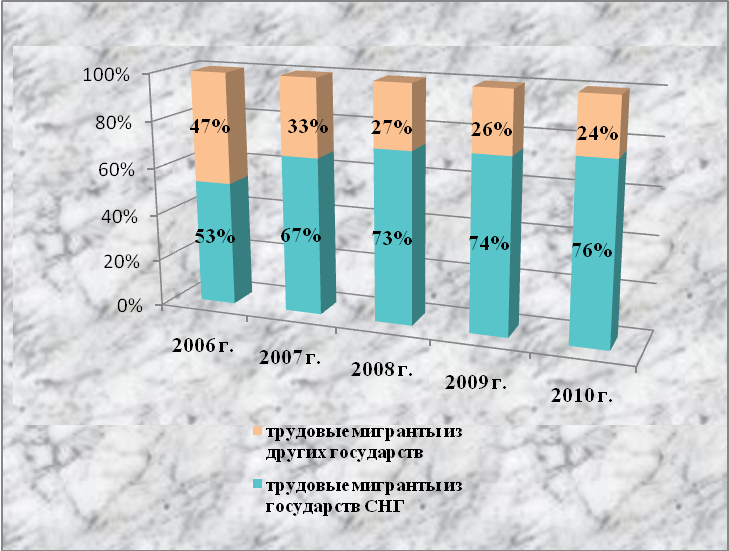 100%
80%
60%
40%
20%
0%
47%
33%
27%
26%
24%
53%
67%
73%
74%
76%
2006 г.
2007 г.
2008 г.
2009 г.
2010 г.
трудовые мигранты из
других государств
трудовые мигранты из
государств СНГ